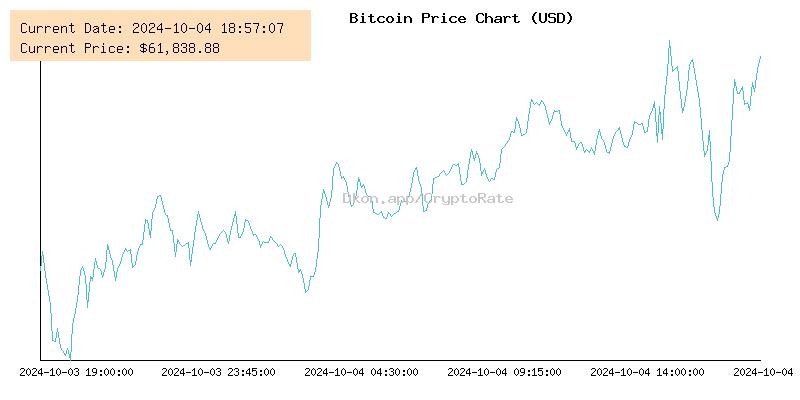 Bitcoin Price Chart (USD)
Current Date: 2024-10-04 18:57:07
Current Price: $61,838.88
Dkon.app/CryptoRate
2024-10-03 19:00:00 2024-10-03 23:45:00 2024-10-04 04:30:00 2024-10-04 09:15:00 2024-10-04 14:00:00 2024-10-04